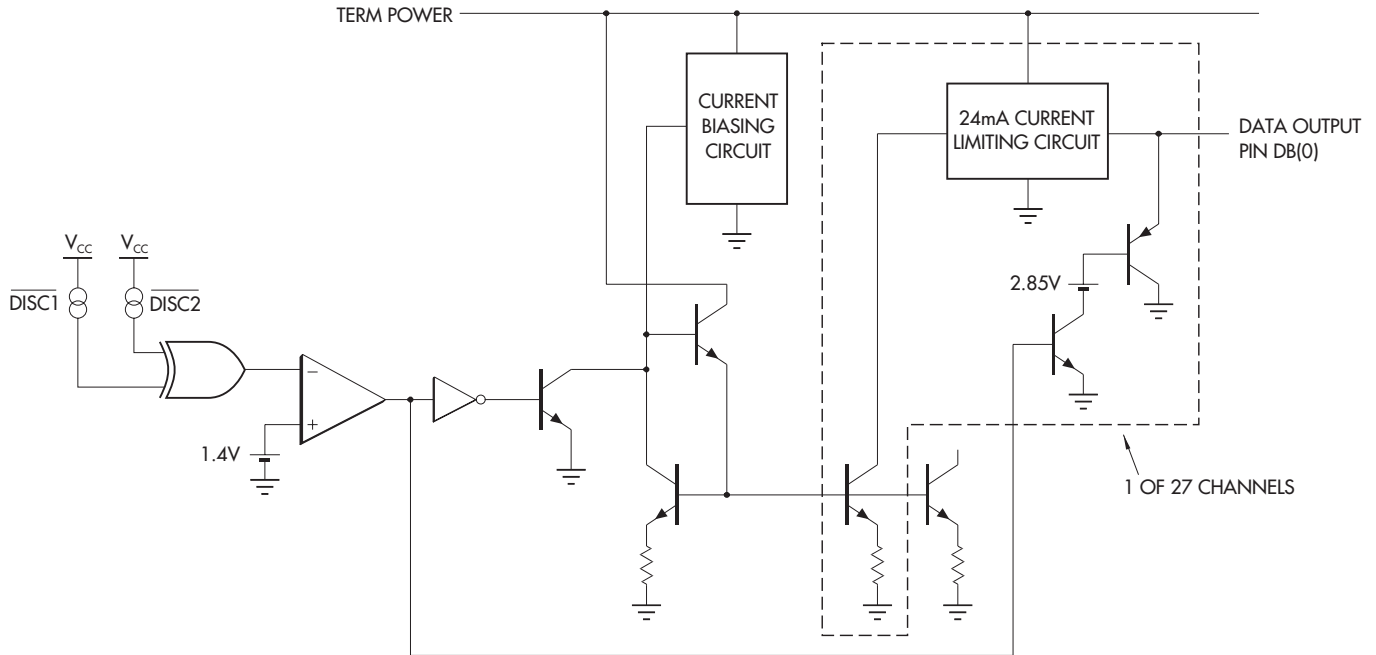 TERM POWER
CURRENT
BIASING
CIRCUIT
24mA CURRENT
LIMITING CIRCUIT
DATA OUTPUT
PIN DB(0)
VCC
VCC
DISC1
DISC2
2.85V
−
+
1.4V
1 OF 27 CHANNELS